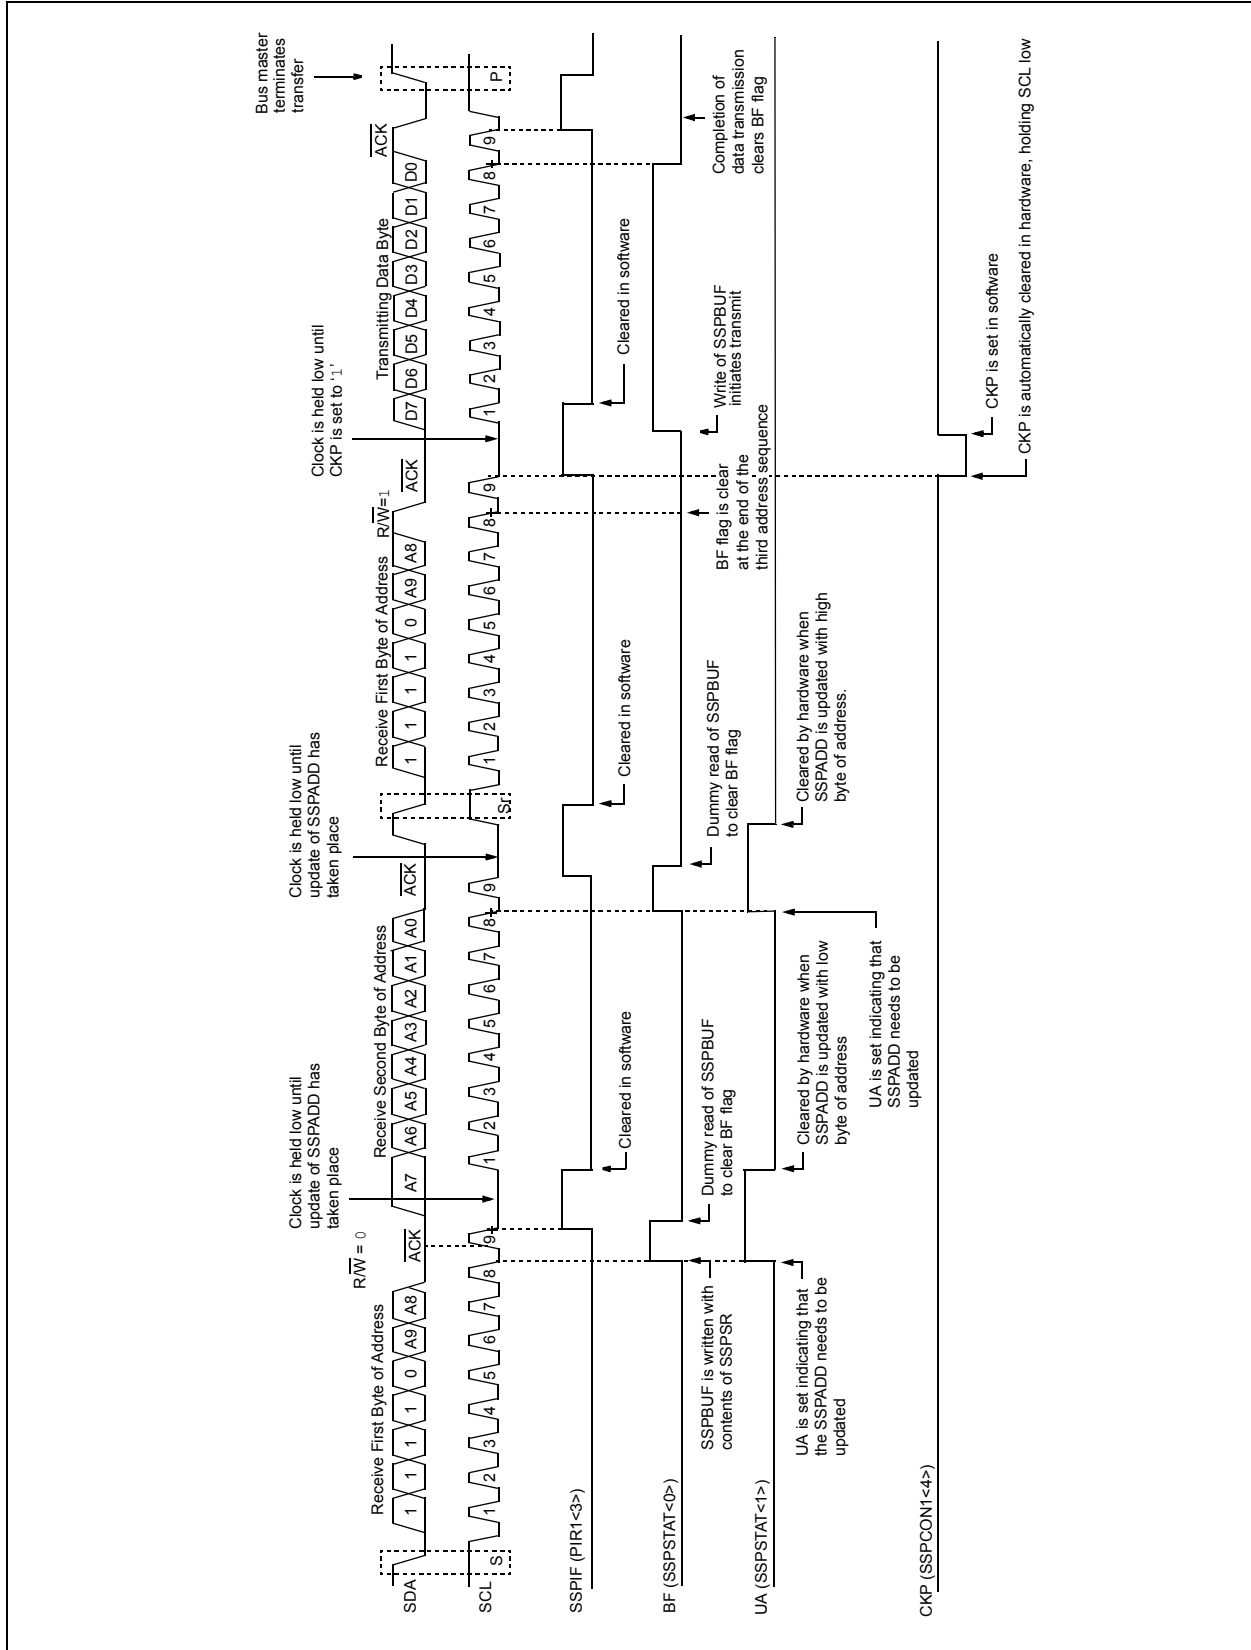 Bus master
terminates
transfer
Clock is held low until
CKP is set to ‘1’
Clock is held low until
update of SSPADD has
taken place
Clock is held low until
update of SSPADD has
taken place
R/W = 0
R/W=1
Receive First Byte of Address
Receive Second Byte of Address
Receive First Byte of Address
Transmitting Data Byte
ACK
ACK
ACK
ACK
SDA
1 1 1 1 0 A9 A8
A7 A6 A5 A4 A3 A2 A1 A0
1 1 1 1 0 A9 A8
D7 D6 D5 D4 D3 D2 D1 D0
SCL
S
1 2 3 4 5 6 7 8 9
1 2 3 4 5 6 7 8 9
Sr
1 2 3 4 5 6 7 8 9
1 2 3 4 5 6 7 8 9
P
SSPIF (PIR1<3>)
Cleared in software
Cleared in software
Cleared in software
BF (SSPSTAT<0>)
SSPBUF is written with
contents of SSPSR
Dummy read of SSPBUF
to clear BF flag
Dummy read of SSPBUF
to clear BF flag
BF flag is clear
at the end of the
third address sequence
Write of SSPBUF
initiates transmit
Completion of
data transmission
clears BF flag
UA (SSPSTAT<1>)
UA is set indicating that
the SSPADD needs to be
updated
Cleared by hardware when
SSPADD is updated with low
byte of address
UA is set indicating that
SSPADD needs to be
updated
Cleared by hardware when
SSPADD is updated with high
byte of address.
CKP (SSPCON1<4>)
CKP is set in software
CKP is automatically cleared in hardware, holding SCL low